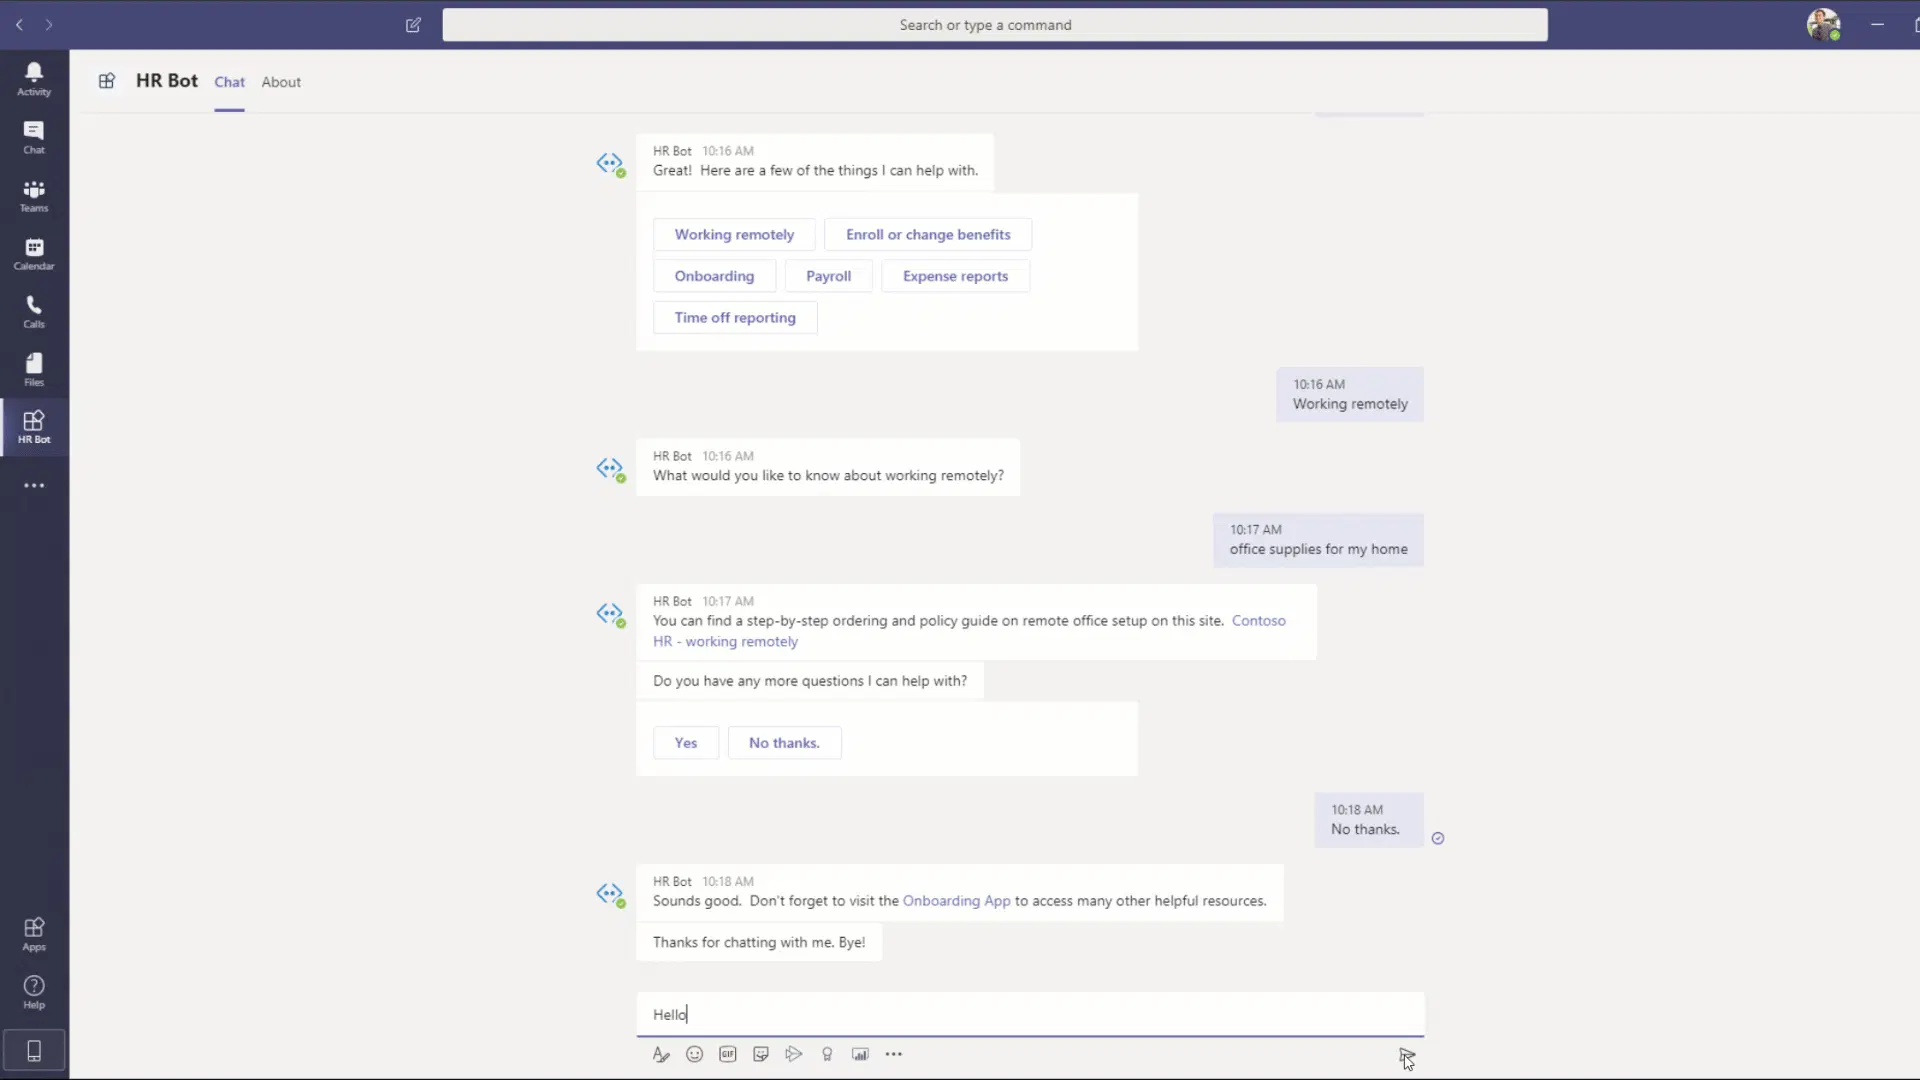 Search or type a command
Activity
Chat
Teams
Calendar
Calls
Files
HR Bot
Apps
Help
HR Bot Chat About
HR Bot 10:16 AM
Great! Here are a few of the things I can help with.
Working remotely Enroll or change benefits
Onboarding Payroll Expense reports
Time off reporting
10:16 AM
Working remotely
HR Bot 10:16 AM
What would you like to know about working remotely?
10:17 AM
office supplies for my home
HR Bot 10:17 AM
You can find a step-by-step ordering and policy guide on remote office setup on this site. Contoso
HR - working remotely
Do you have any more questions I can help with?
Yes No thanks.
10:18 AM
No thanks.
HR Bot 10:18 AM
Sounds good. Don't forget to visit the Onboarding App to access many other helpful resources.
Thanks for chatting with me. Bye!
Hello
GIF